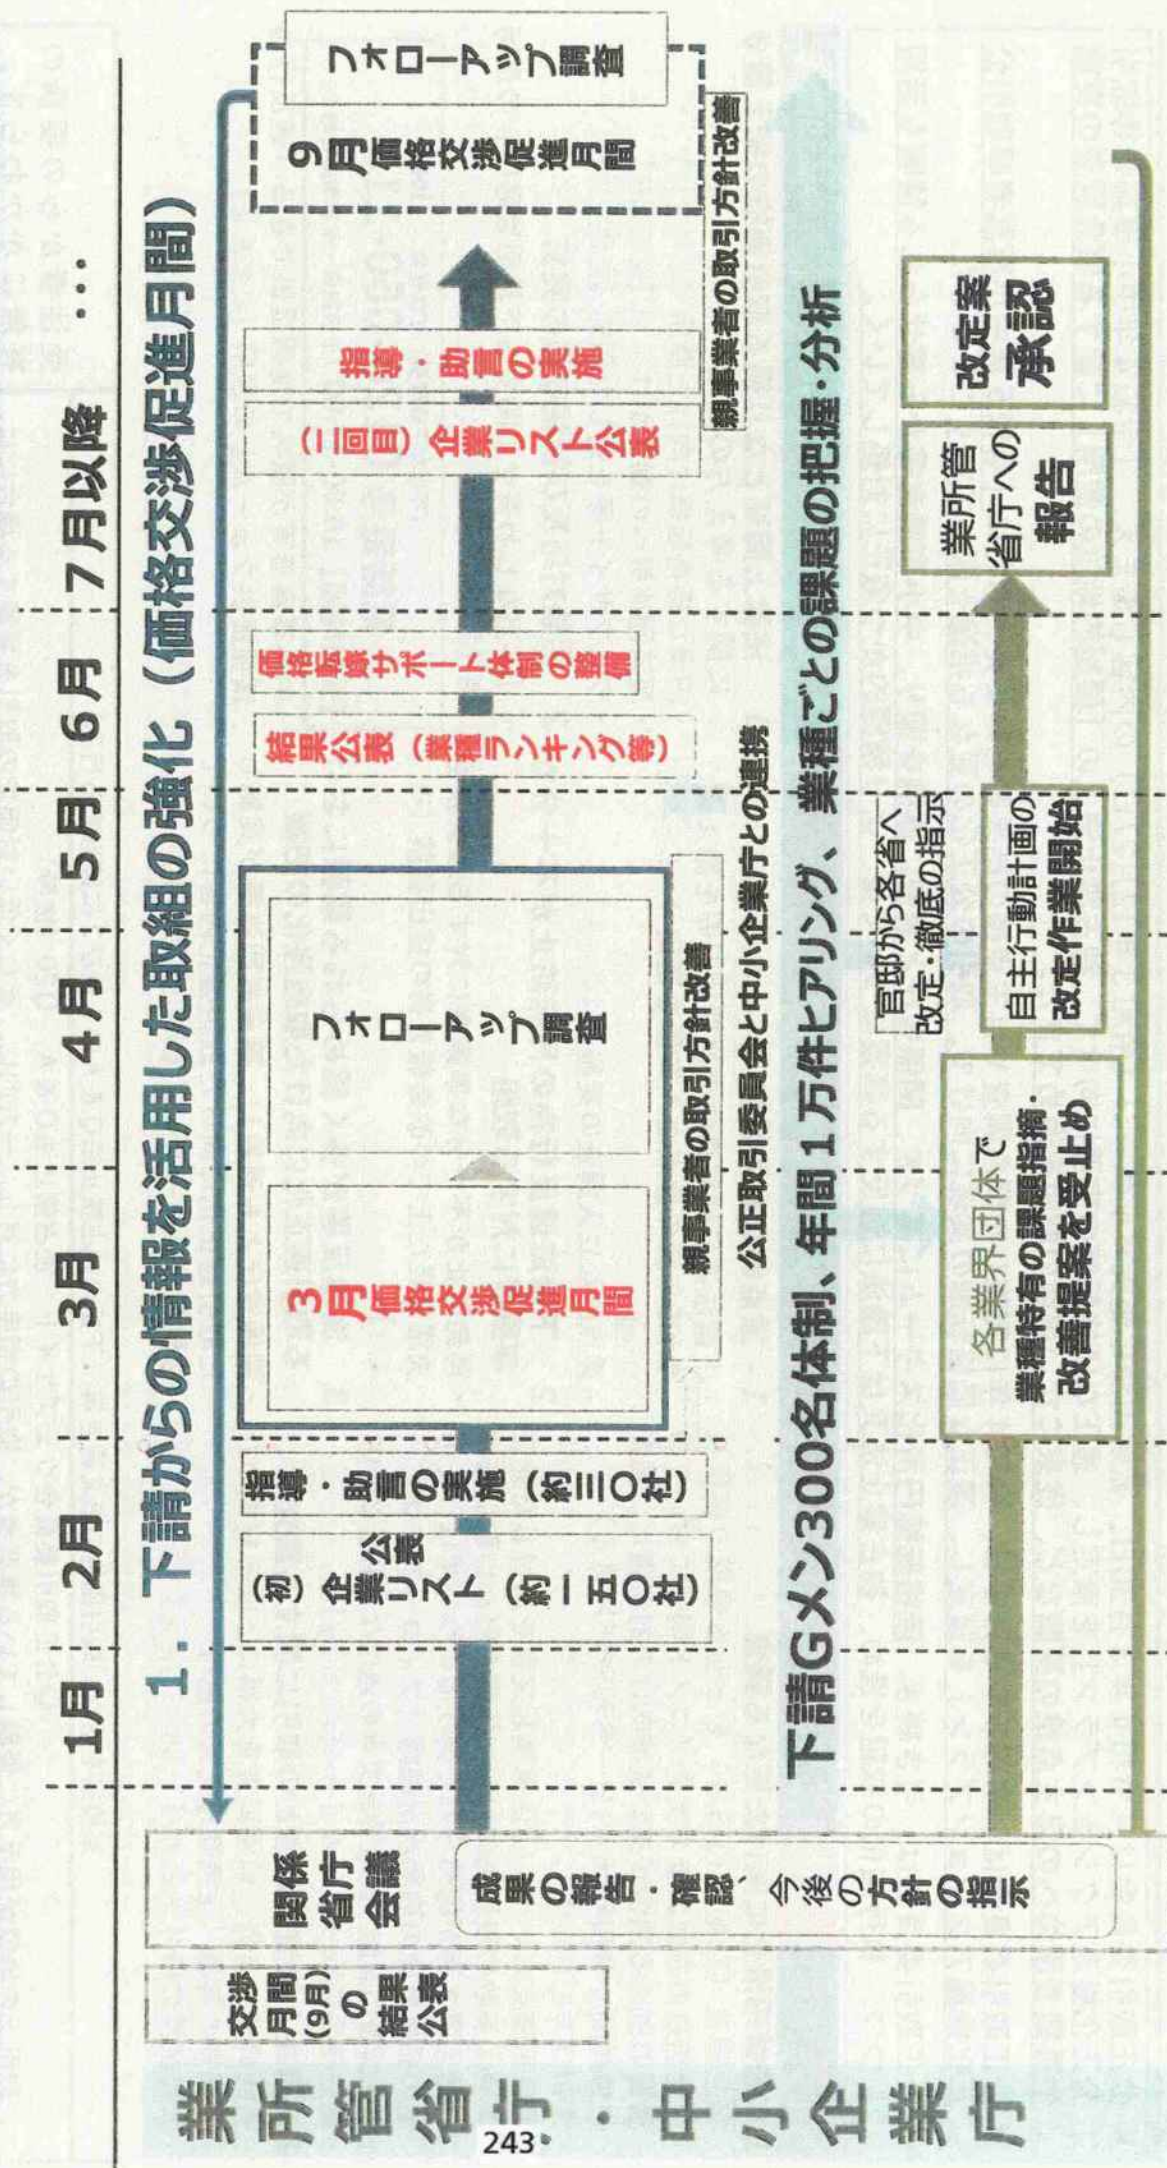 1月 2月 3月 4月 5月 6月 7月以降 ...
1. 下請からの情報を活用した取組の強化（価格交渉促進月間）
業所管省庁・中小企業庁
交渉
月間
(9月)
の
結果
公表
関係
省庁
会議
成果の報告・確認、今後の方針の指示
（初）企業リスト公表（約一五〇社）
指導・助言の実施（約三〇社）
3月価格交渉促進月間
フォローアップ調査
親事業者の取引方針改善
結果公表（業種ランキング等）
価格転嫁サポート体制の整備
（二回目）企業リスト公表
指導・助言の実施
9月価格交渉促進月間
フォローアップ調査
親事業者の取引方針改善
公正取引委員会と中小企業庁との連携
下請Gメン300名体制、年間1万件ヒアリング、業種ごとの課題の把握・分析
各業界団体で
業種特有の課題指摘・
改善提案を受止め
官邸から各省へ
改定・徹底の指示
自主行動計画の
改定作業開始
業所管
省庁への
報告
改定案
承認
243